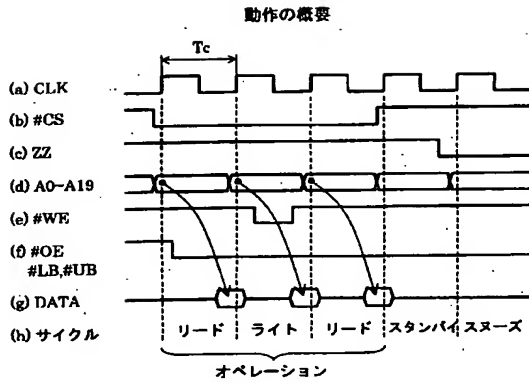 動作の概要
Tc
(a) CLK
(b) #CS
(c) ZZ
(d) A0−A19
(e) #WE
(f) #OE
#LB,#UB
(g) DATA
(h) サイクル リード ライト リード スタンバイ スヌーズ
オペレーション